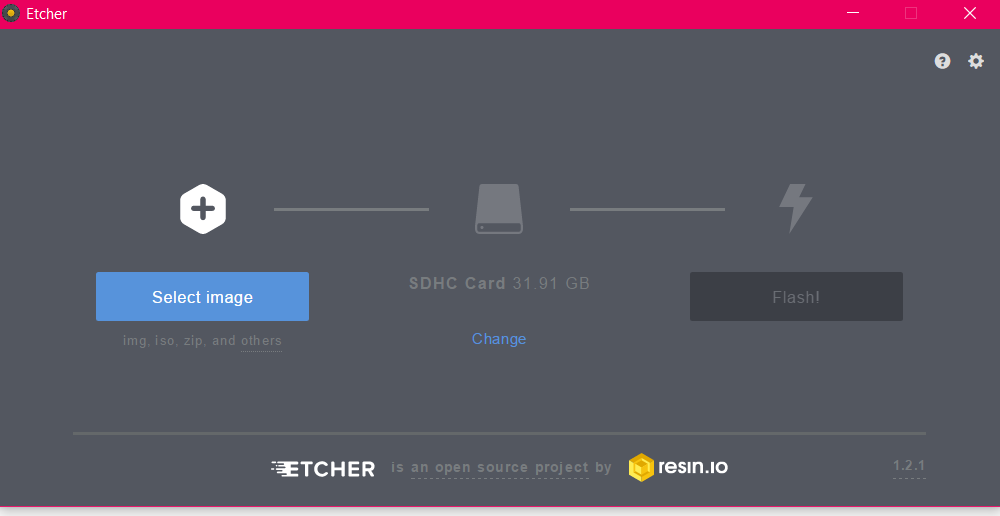 Etcher
SDHC Card 31.91 GB
Select image
Flash!
img, iso, zip, and others
Change
ETCHER is an open source project by resin.io
1.2.1